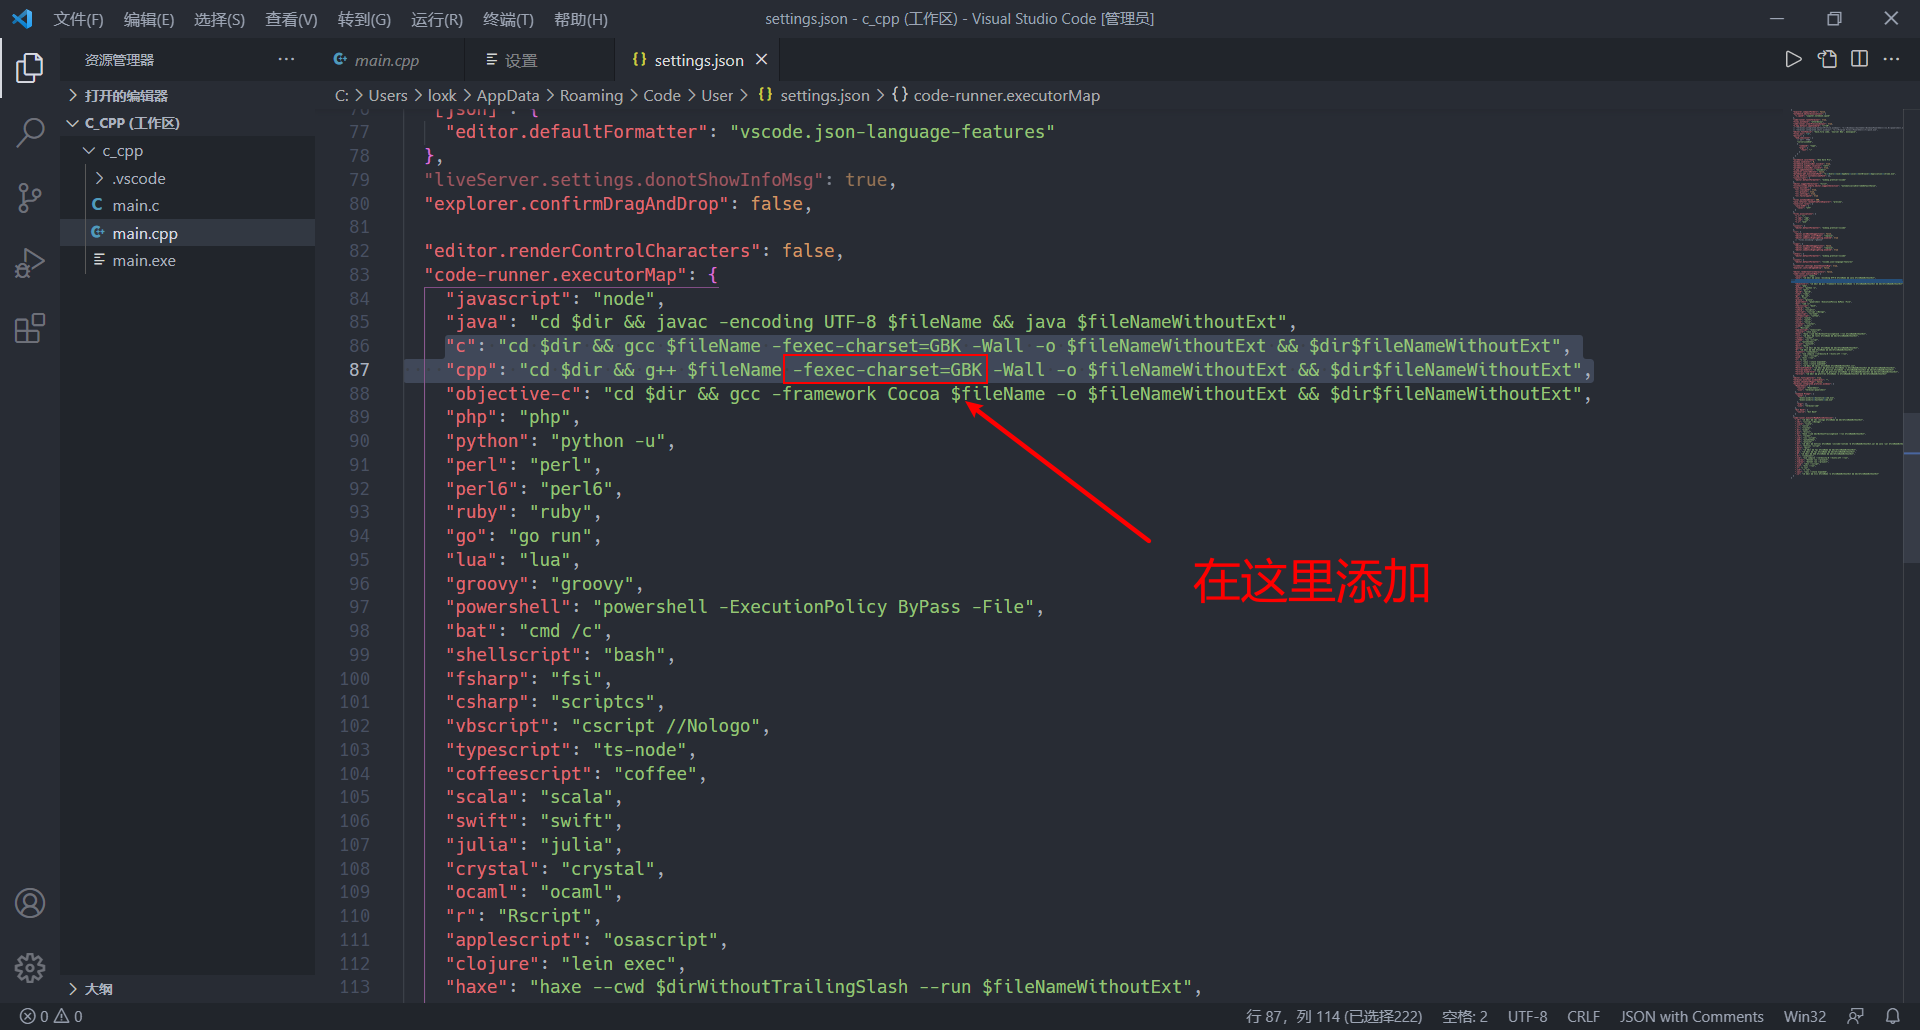 文件(F) 编辑(E) 选择(S) 查看(V) 转到(G) 运行(R) 终端(T) 帮助(H) settings.json - c_cpp (工作区) - Visual Studio Code [管理员]
资源管理器
main.cpp
设置
{} settings.json
打开的编辑器
C_CPP (工作区)
c_cpp
.vscode
main.c
main.cpp
main.exe
大纲
C: > Users > loxk > AppData > Roaming > Code > User > {} settings.json > {} code-runner.executorMap
76 "[json]": {
77 "editor.defaultFormatter": "vscode.json-language-features"
78 },
79 "liveServer.settings.donotShowInfoMsg": true,
80 "explorer.confirmDragAndDrop": false,
81
82 "editor.renderControlCharacters": false,
83 "code-runner.executorMap": {
84 "javascript": "node",
85 "java": "cd $dir && javac -encoding UTF-8 $fileName && java $fileNameWithoutExt",
86 "c": "cd $dir && gcc $fileName -fexec-charset=GBK -Wall -o $fileNameWithoutExt && $dir$fileNameWithoutExt",
87 "cpp": "cd $dir && g++ $fileName -fexec-charset=GBK -Wall -o $fileNameWithoutExt && $dir$fileNameWithoutExt",
88 "objective-c": "cd $dir && gcc -framework Cocoa $fileName -o $fileNameWithoutExt && $dir$fileNameWithoutExt",
89 "php": "php",
90 "python": "python -u",
91 "perl": "perl",
92 "perl6": "perl6",
93 "ruby": "ruby",
94 "go": "go run",
95 "lua": "lua",
96 "groovy": "groovy",
97 "powershell": "powershell -ExecutionPolicy ByPass -File",
98 "bat": "cmd /c",
99 "shellscript": "bash",
100 "fsharp": "fsi",
101 "csharp": "scriptcs",
102 "vbscript": "cscript //Nologo",
103 "typescript": "ts-node",
104 "coffeescript": "coffee",
105 "scala": "scala",
106 "swift": "swift",
107 "julia": "julia",
108 "crystal": "crystal",
109 "ocaml": "ocaml",
110 "r": "Rscript",
111 "applescript": "osascript",
112 "clojure": "lein exec",
113 "haxe": "haxe --cwd $dirWithoutTrailingSlash --run $fileNameWithoutExt",
在这里添加
0 0 行 87，列 114 (已选择222) 空格: 2 UTF-8 CRLF JSON with Comments Win32